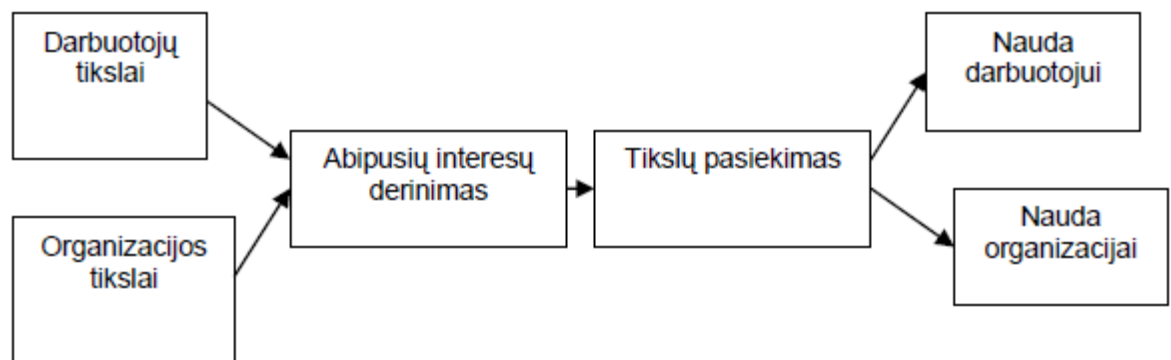 Darbuotojų
tikslai
Organizacijos
tikslai
Abipusių interesų
derinimas
Tikslų pasiekimas
Nauda
darbuotojui
Nauda
organizacijai